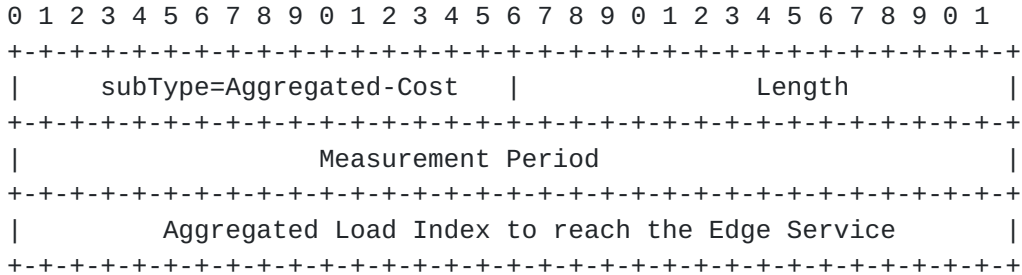 0 1 2 3 4 5 6 7 8 9 0 1 2 3 4 5 6 7 8 9 0 1 2 3 4 5 6 7 8 9 0 1
+-+-+-+-+-+-+-+-+-+-+-+-+-+-+-+-+-+-+-+-+-+-+-+-+-+-+-+-+-+-+-+-+
|     subType=Aggregated-Cost   |               Length          |
+-+-+-+-+-+-+-+-+-+-+-+-+-+-+-+-+-+-+-+-+-+-+-+-+-+-+-+-+-+-+-+-+
|                   Measurement Period                          |
+-+-+-+-+-+-+-+-+-+-+-+-+-+-+-+-+-+-+-+-+-+-+-+-+-+-+-+-+-+-+-+-+
|         Aggregated Load Index to reach the Edge Service       |
+-+-+-+-+-+-+-+-+-+-+-+-+-+-+-+-+-+-+-+-+-+-+-+-+-+-+-+-+-+-+-+-+